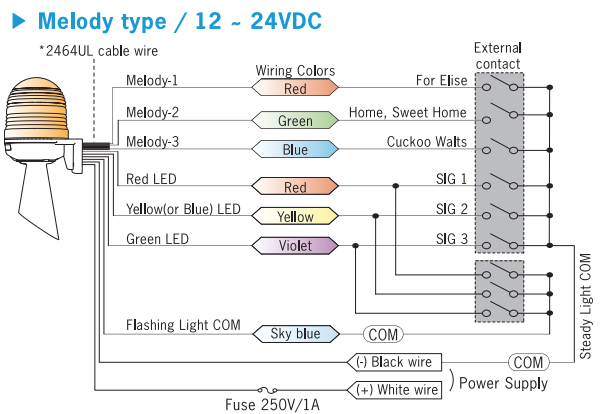 ▶ Melody type / 12 ~ 24VDC
*2464UL cable wire
External
contact
Wiring Colors
Melody-1 Red For Elise
Melody-2 Green Home, Sweet Home
Melody-3 Blue Cuckoo Walts
Red LED Red SIG 1
Yellow(or Blue) LED Yellow SIG 2
Green LED Violet SIG 3
Steady Light COM
Flashing Light COM Sky blue COM
(-) Black wire COM
(+) White wire Power Supply
Fuse 250V/1A